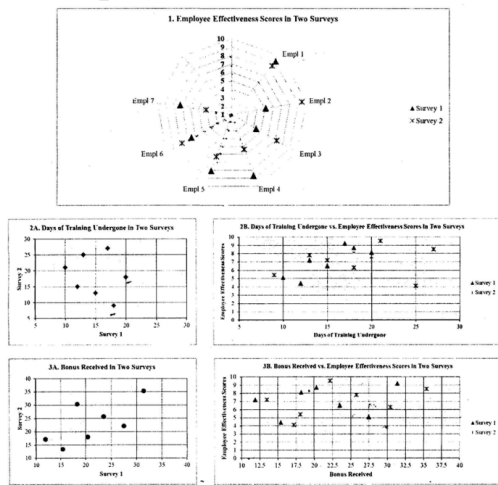 1. Employee Effectiveness Scores in Two Surveys
10
9
8
7
6
5
4
3
2
1
Empl 1
Empl 2
Empl 3
Empl 4
Empl 5
Empl 6
Empl 7
Survey 1
Survey 2
2A. Days of Training Undergone in Two Surveys
Survey 2
30
25
20
15
10
5
5 10 15 20 25 30
Survey 1
2B. Days of Training Undergone vs. Employee Effectiveness Scores in Two Surveys
Employee Effectiveness Scores
10
9
8
7
6
5
4
3
2
1
0
5 10 15 20 25 30
Days of Training Undergone
Survey 1
Survey 2
3A. Bonus Received in Two Surveys
Survey 2
40
35
30
25
20
15
10
10 15 20 25 30 35 40
Survey 1
3B. Bonus Received vs. Employee Effectiveness Scores in Two Surveys
Employee Effectiveness Scores
10
9
8
7
6
5
4
3
2
1
0
10 12.5 15 17.5 20 22.5 25 27.5 30 32.5 35 37.5 40
Bonus Received
Survey 1
Survey 2